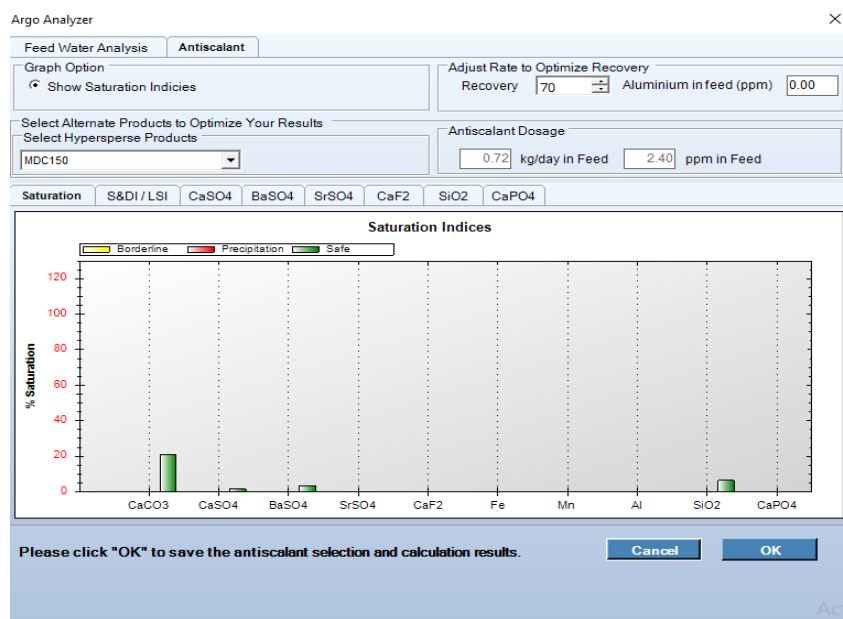 Argo Analyzer
Feed Water Analysis Antiscalant
Graph Option
Show Saturation Indicies
Adjust Rate to Optimize Recovery
Recovery 70 Aluminium in feed (ppm) 0.00
Select Alternate Products to Optimize Your Results
Select Hypersperse Products
MDC150
Antiscalant Dosage
0.72 kg/day in Feed 2.40 ppm in Feed
Saturation S&DI / LSI CaSO4 BaSO4 SrSO4 CaF2 SiO2 CaPO4
Saturation Indices
Borderline Precipitation Safe
% Saturation
120
100
80
60
40
20
0
CaCO3 CaSO4 BaSO4 SrSO4 CaF2 Fe Mn Al SiO2 CaPO4
Please click "OK" to save the antiscalant selection and calculation results.
Cancel OK